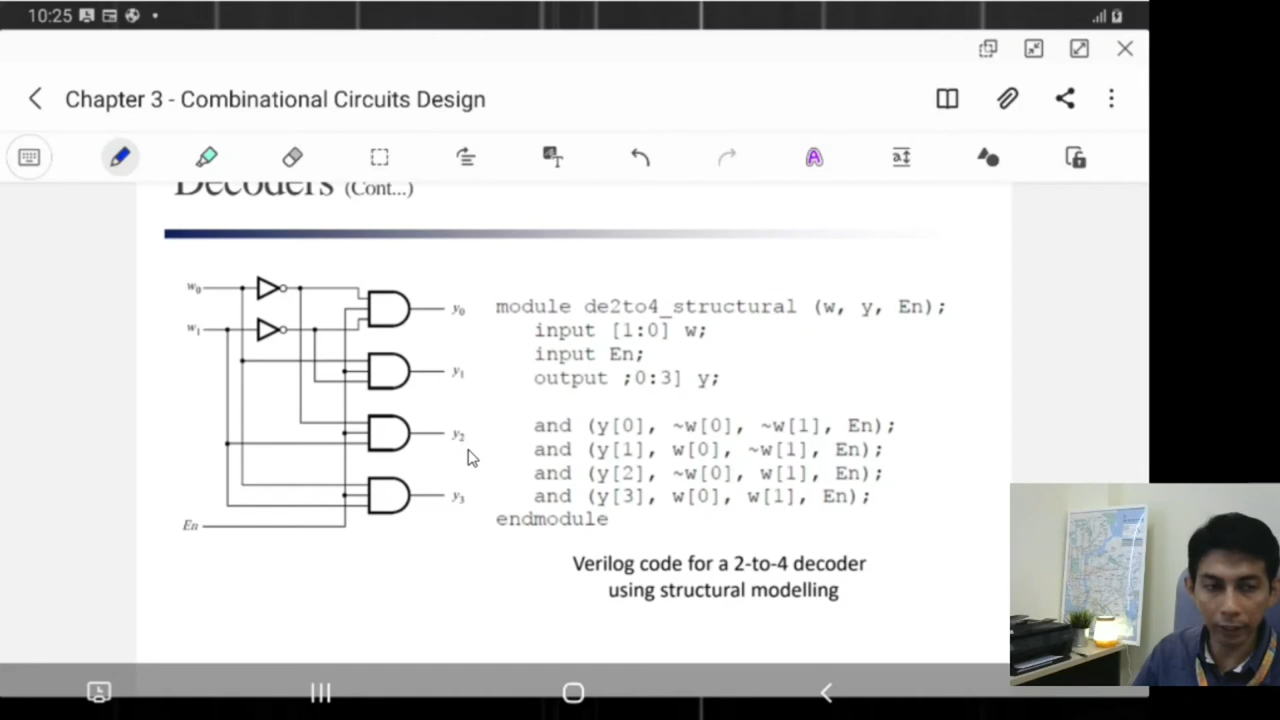 10:25
Chapter 3 - Combinational Circuits Design
Decoders (Cont...)
w0
w1
En
y0
y1
y2
y3
module de2to4_structural (w, y, En);
input [1:0] w;
input En;
output ;0:3] y;
and (y[0], ~w[0], ~w[1], En);
and (y[1], w[0], ~w[1], En);
and (y[2], ~w[0], w[1], En);
and (y[3], w[0], w[1], En);
endmodule
Verilog code for a 2-to-4 decoder
using structural modelling